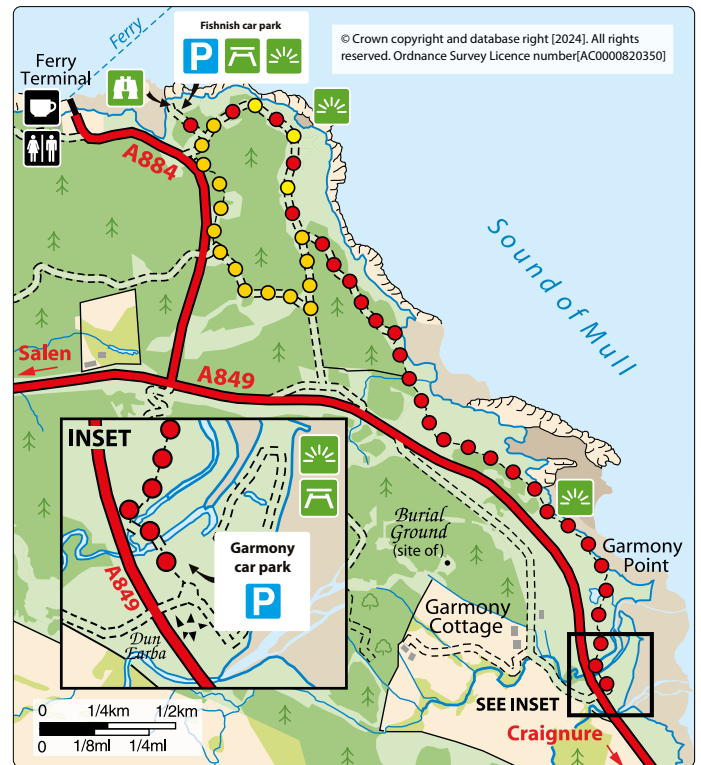 Fishnish car park
P
© Crown copyright and database right [2024]. All rights
reserved. Ordnance Survey Licence number[AC0000820350]
Ferry
Ferry
Terminal
A884
Sound of Mull
Salen
A849
INSET
Burial
Ground
(site of)
Garmony
Point
Garmony
car park
P
A849
Dun
Earba
Garmony
Cottage
SEE INSET
Craignure
0 1/4km 1/2km
0 1/8ml 1/4ml